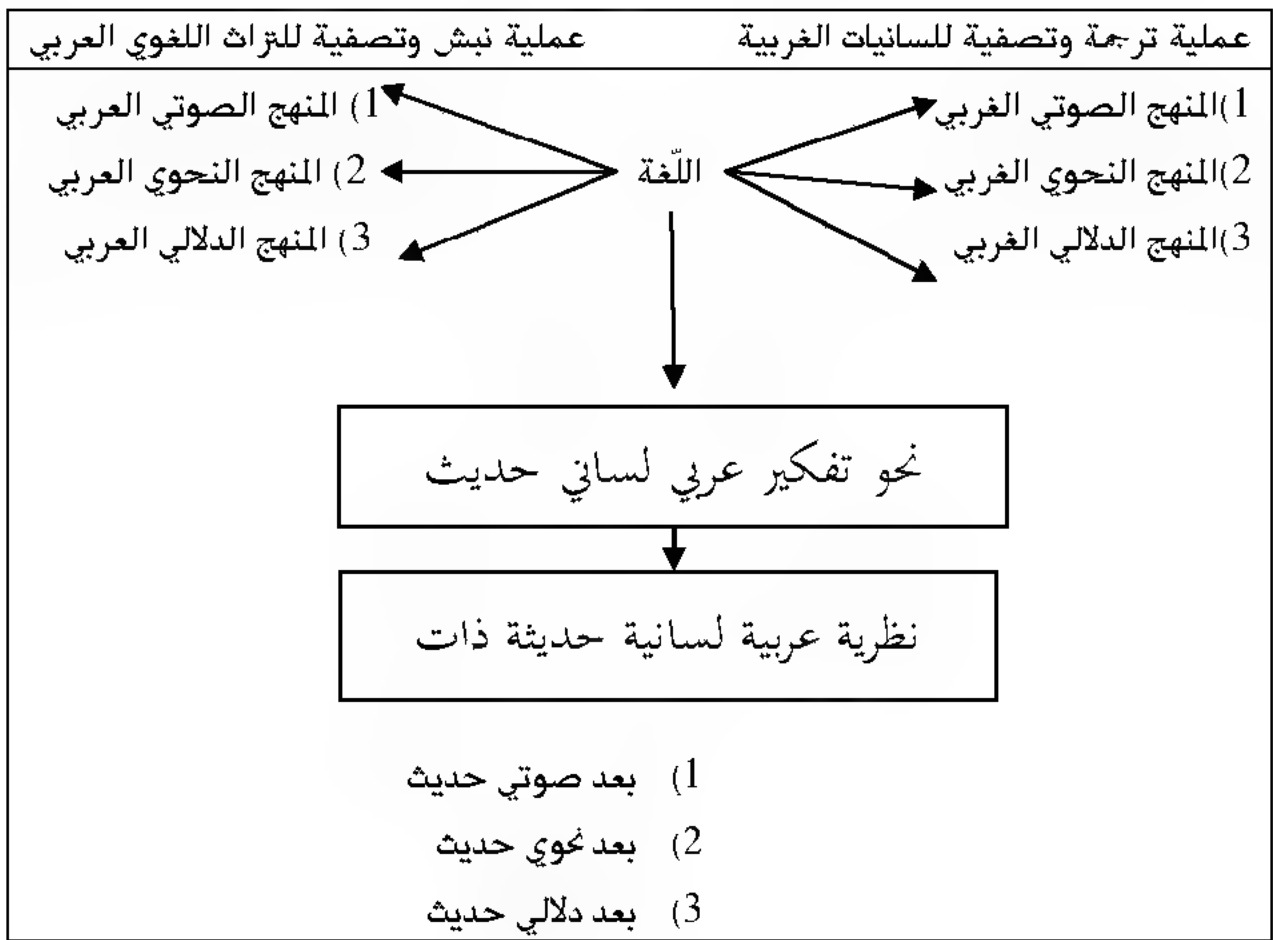 عملية ترجمة وتصفية للسانيات الغربية عملية نبش وتصفية للتراث اللغوي العربي
1)المنهج الصوتي الغربي 1) المنهج الصوتي العربي
2)المنهج النحوي الغربي اللّغة 2) المنهج النحوي العربي
3)المنهج الدلالي الغربي 3) المنهج الدلالي العربي
نحو تفكير عربي لساني حديث
نظرية عربية لسانية حديثة ذات
1) بعد صوتي حديث
2) بعد نحوي حديث
3) بعد دلالي حديث